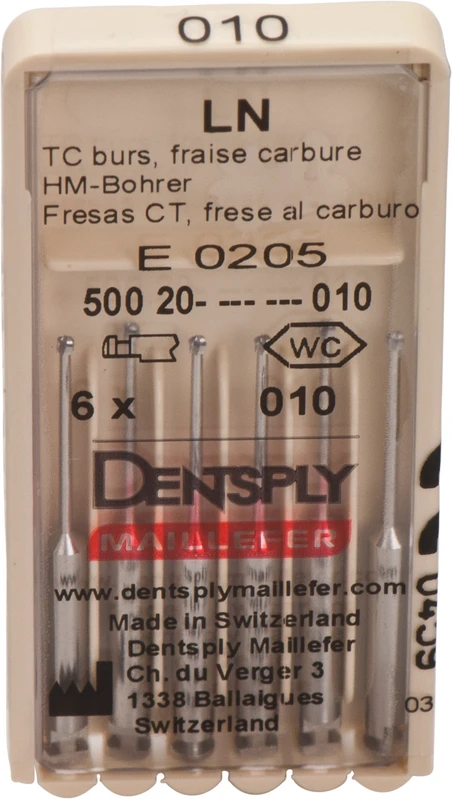 010
LN
TC burs, fraise carbure
HM-Bohrer
Fresas CT, frese al carburo
E 0205
500 20- --- --- 010
WC
6 x 010
DENTSPLY
MAILLEFER
www.dentsplymaillefer.com
Made in Switzerland
Dentsply Maillefer
Ch. du Verger 3
1338 Ballaigues
Switzerland
03